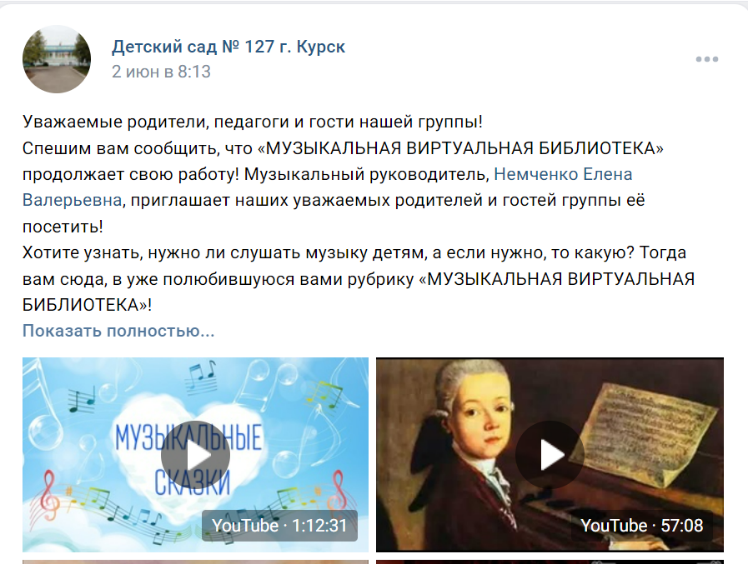 Детский сад № 127 г. Курск
2 июн в 8:13
Уважаемые родители, педагоги и гости нашей группы!
Спешим вам сообщить, что «МУЗЫКАЛЬНАЯ ВИРТУАЛЬНАЯ БИБЛИОТЕКА»
продолжает свою работу! Музыкальный руководитель, Немченко Елена
Валерьевна, приглашает наших уважаемых родителей и гостей группы её
посетить!
Хотите узнать, нужно ли слушать музыку детям, а если нужно, то какую? Тогда
вам сюда, в уже полюбившуюся вами рубрику «МУЗЫКАЛЬНАЯ ВИРТУАЛЬНАЯ
БИБЛИОТЕКА»!
Показать полностью...
МУЗЫКАЛЬНЫЕ
СКАЗКИ
YouTube · 1:12:31
YouTube · 57:08